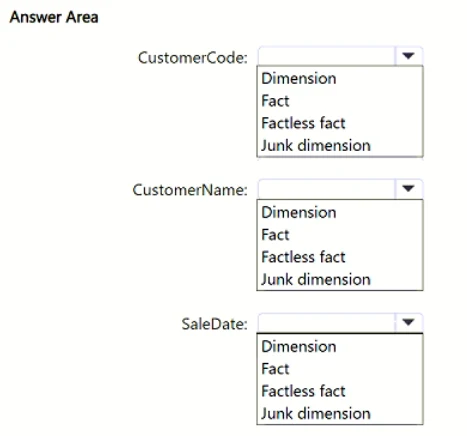 Answer Area
CustomerCode:
Dimension
Fact
Factless fact
Junk dimension
CustomerName:
Dimension
Fact
Factless fact
Junk dimension
SaleDate:
Dimension
Fact
Factless fact
Junk dimension